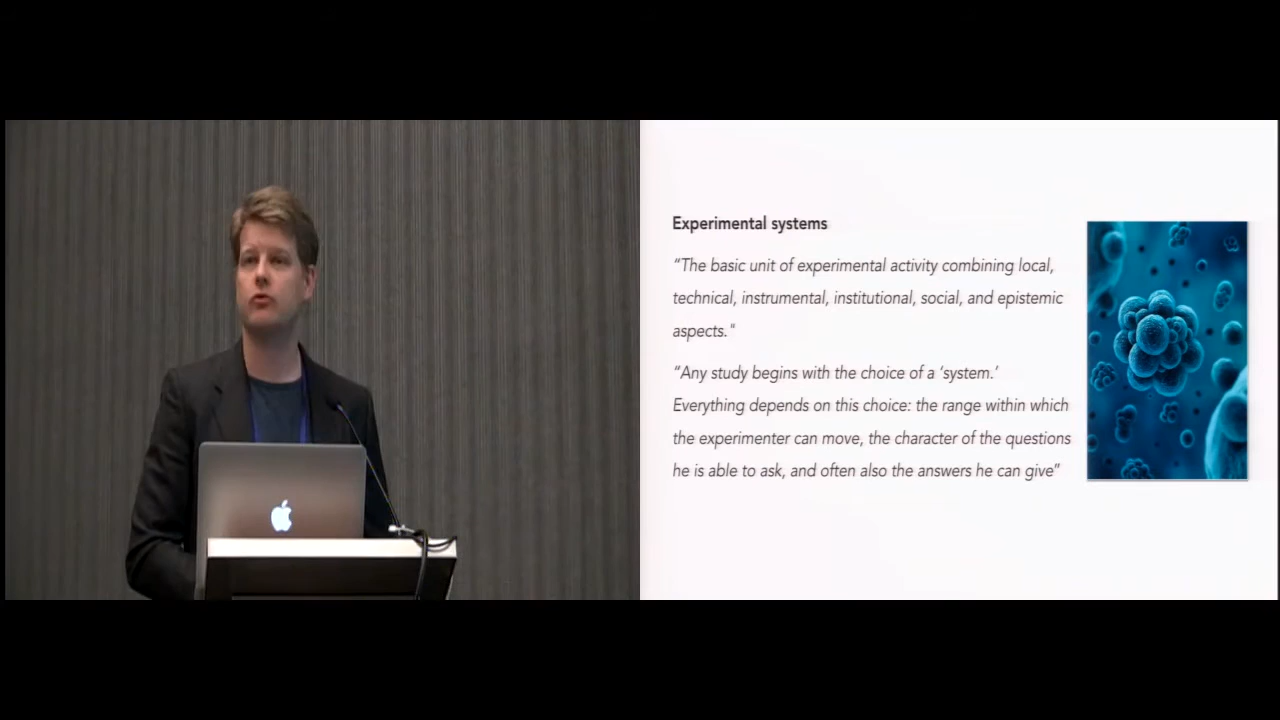 Experimental systems
“The basic unit of experimental activity combining local,
technical, instrumental, institutional, social, and epistemic
aspects."
“Any study begins with the choice of a ‘system.’
Everything depends on this choice: the range within which
the experimenter can move, the character of the questions
he is able to ask, and often also the answers he can give”